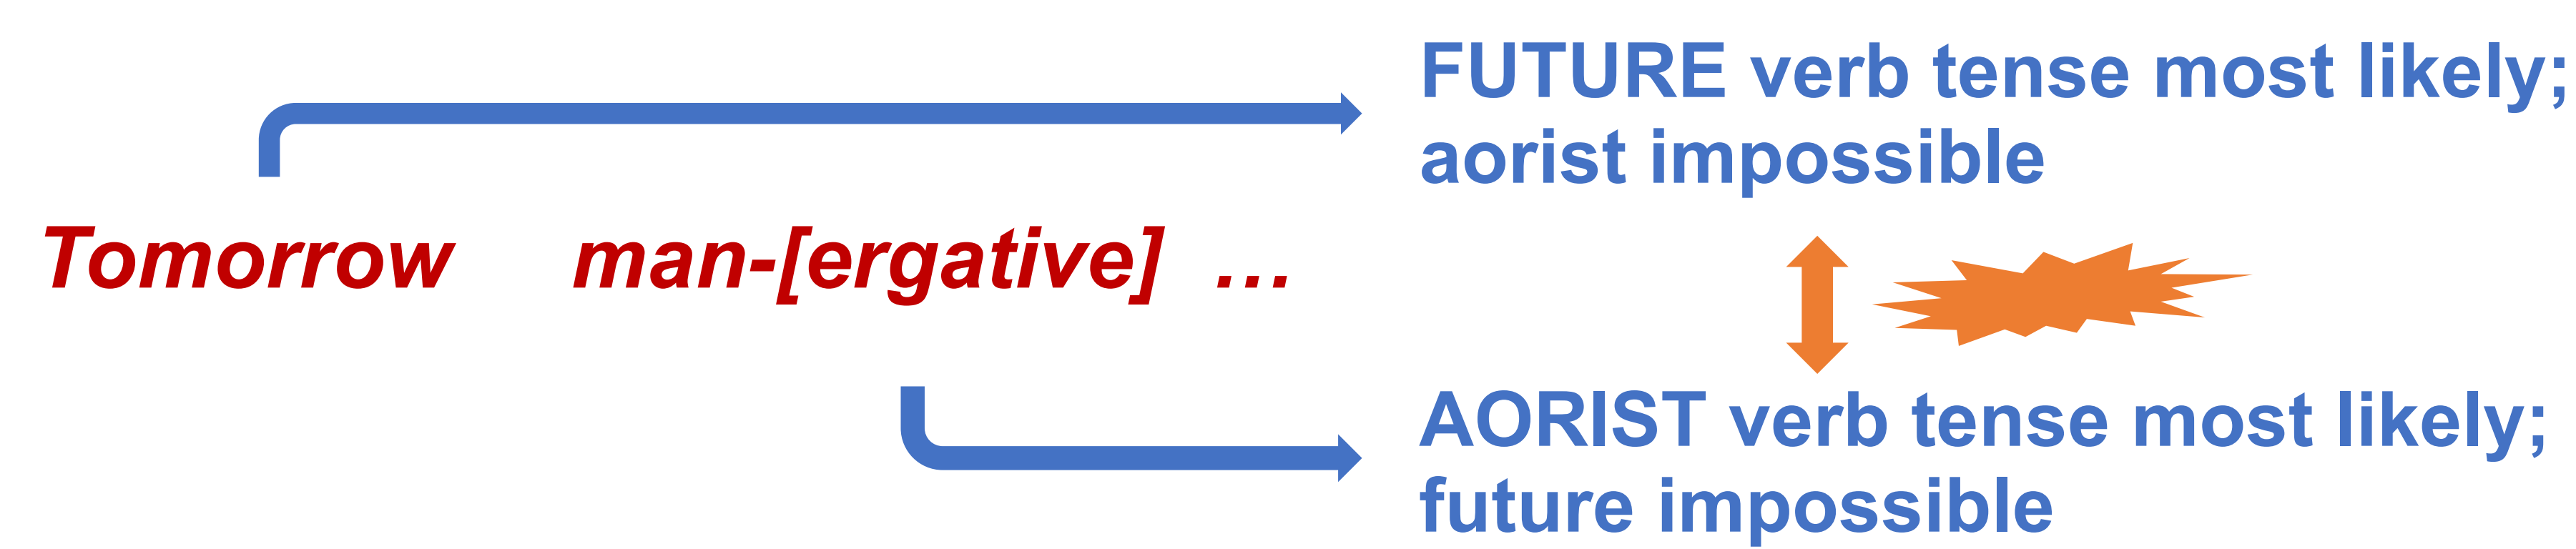 FUTURE verb tense most likely;
aorist impossible
Tomorrow man-[ergative] ...
AORIST verb tense most likely;
future impossible